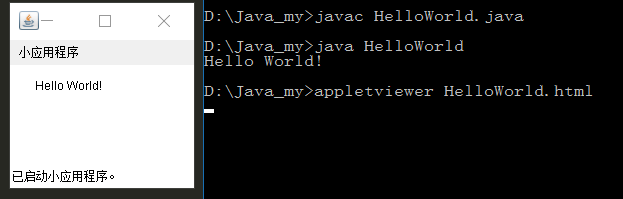 小应用程序
Hello World!
已启动小应用程序。
D:\Java_my>javac HelloWorld.java
D:\Java_my>java HelloWorld
Hello World!
D:\Java_my>appletviewer HelloWorld.html